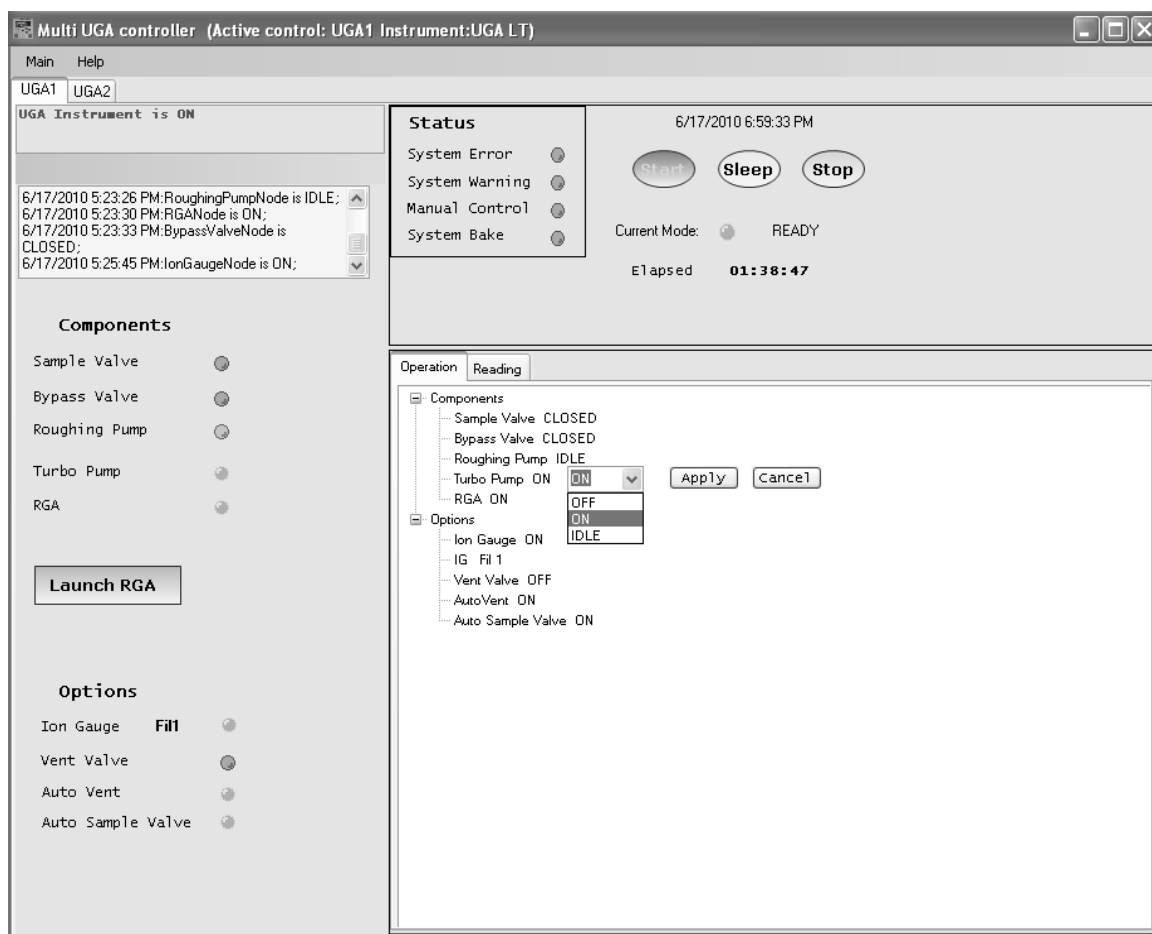 Multi UGA controller (Active control: UGA1 Instrument:UGA LT)
Main Help
UGA1 UGA2
UGA Instrument is ON
6/17/2010 5:23:26 PM:RoughingPumpNode is IDLE;
6/17/2010 5:23:30 PM:RGANode is ON;
6/17/2010 5:23:33 PM:BypassValveNode is
CLOSED;
6/17/2010 5:25:45 PM:IonGaugeNode is ON;
Components
Sample Valve
Bypass Valve
Roughing Pump
Turbo Pump
RGA
Launch RGA
Options
Ion Gauge Fil1
Vent Valve
Auto Vent
Auto Sample Valve
Status
System Error
System Warning
Manual Control
System Bake
6/17/2010 6:59:33 PM
Start Sleep Stop
Current Mode: READY
Elapsed 01:38:47
Operation Reading
Components
Sample Valve CLOSED
Bypass Valve CLOSED
Roughing Pump IDLE
Turbo Pump ON ON Apply Cancel
OFF
ON
IDLE
RGA ON
Options
Ion Gauge ON
IG Fil 1
Vent Valve OFF
AutoVent ON
Auto Sample Valve ON